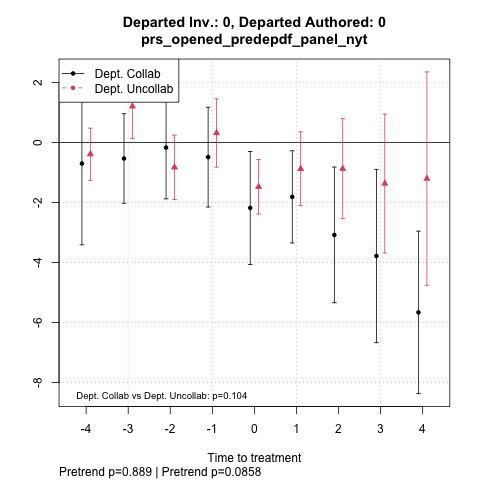 Departed Inv.: 0, Departed Authored: 0
prs_opened_predepdf_panel_nyt
Dept. Collab
Dept. Uncollab
2
0
-2
-4
-6
-8
Dept. Collab vs Dept. Uncollab: p=0.104
-4 -3 -2 -1 0 1 2 3 4
Time to treatment
Pretrend p=0.889 | Pretrend p=0.0858